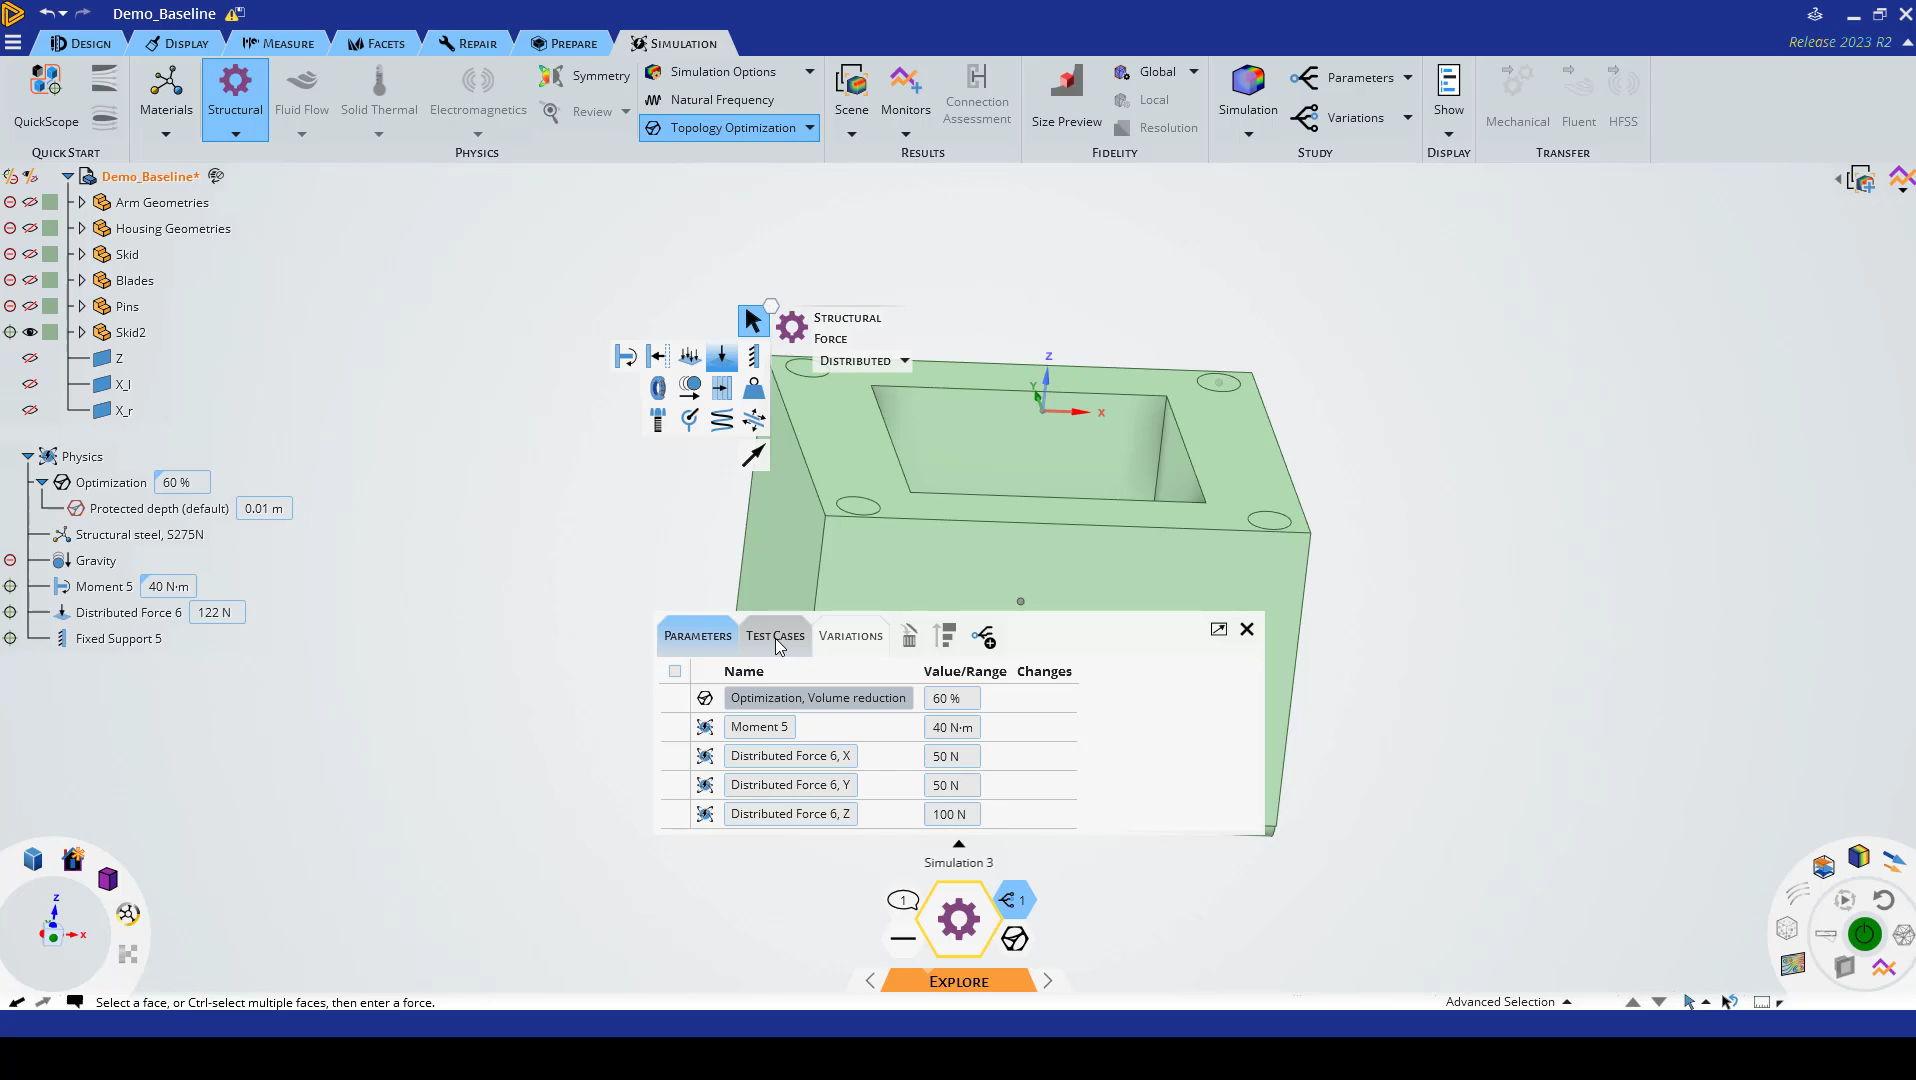 Demo_Baseline
DESIGN
DISPLAY
MEASURE
FACETS
REPAIR
PREPARE
SIMULATION
Release 2023 R2
QuickScope
QUICK START
Materials
Structural
Fluid Flow
Solid Thermal
Electromagnetics
Symmetry
Review
PHYSICS
Simulation Options
Natural Frequency
Topology Optimization
Scene
Monitors
Connection
Assessment
RESULTS
Size Preview
Global
Local
Resolution
FIDELITY
Simulation
Parameters
Variations
STUDY
Show
DISPLAY
Mechanical
Fluent
HFSS
TRANSFER
Demo_Baseline*
Arm Geometries
Housing Geometries
Skid
Blades
Pins
Skid2
Z
X_l
X_r
Physics
Optimization 60 %
Protected depth (default) 0.01 m
Structural steel, S275N
Gravity
Moment 5 40 N·m
Distributed Force 6 122 N
Fixed Support 5
STRUCTURAL
FORCE
DISTRIBUTED
Z
Y
X
PARAMETERS
TEST CASES
VARIATIONS
Name Value/Range Changes
Optimization, Volume reduction 60 %
Moment 5 40 N·m
Distributed Force 6, X 50 N
Distributed Force 6, Y 50 N
Distributed Force 6, Z 100 N
Simulation 3
1
1
EXPLORE
Z
X
Select a face, or Ctrl-select multiple faces, then enter a force.
Advanced Selection